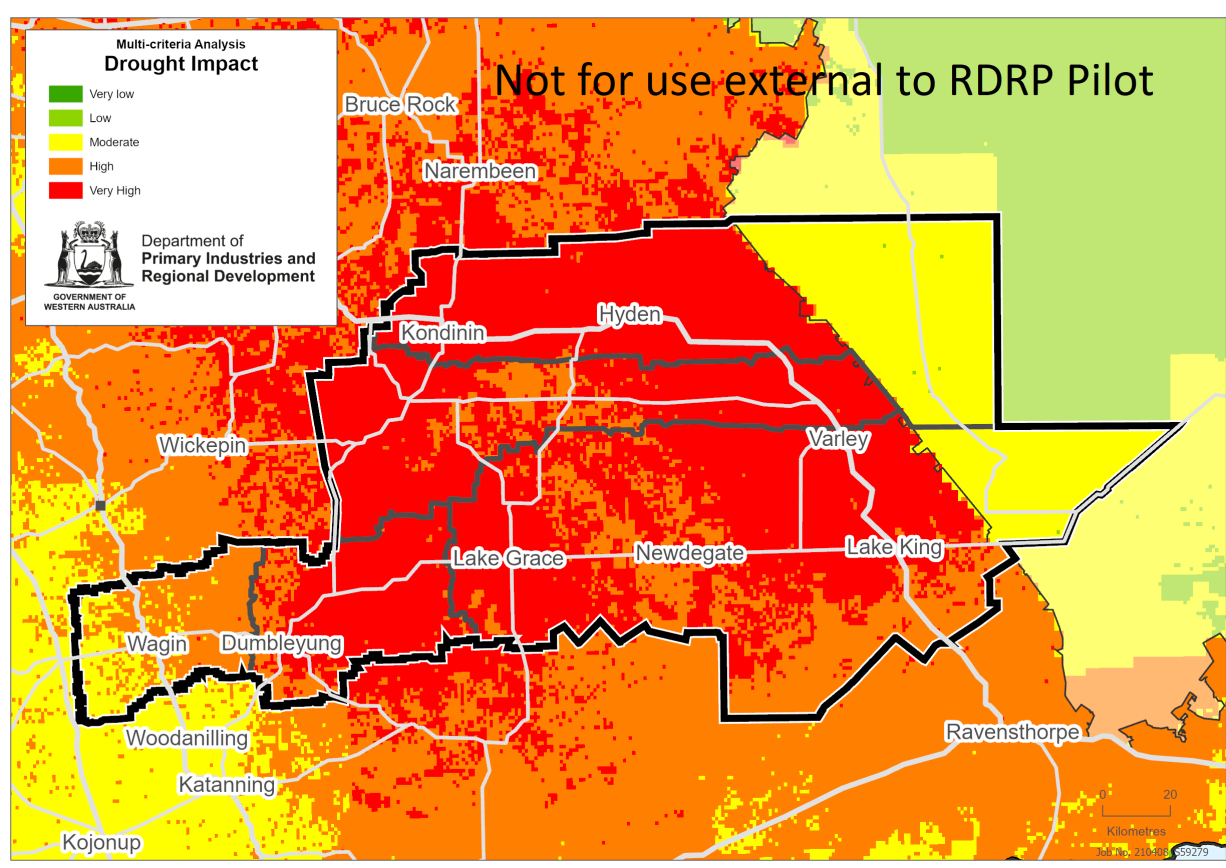 Multi-criteria Analysis
Drought Impact
Very low
Low
Moderate
High
Very High
Department of
Primary Industries and
Regional Development
GOVERNMENT OF
WESTERN AUSTRALIA
Not for use external to RDRP Pilot
Bruce Rock
Narembeen
Hyden
Kondinin
Wickepin
Varley
Lake Grace
Newdegate
Lake King
Wagin
Dumbleyung
Woodanilling
Ravensthorpe
Katanning
Kojonup
0 20
Kilometres
Job No.